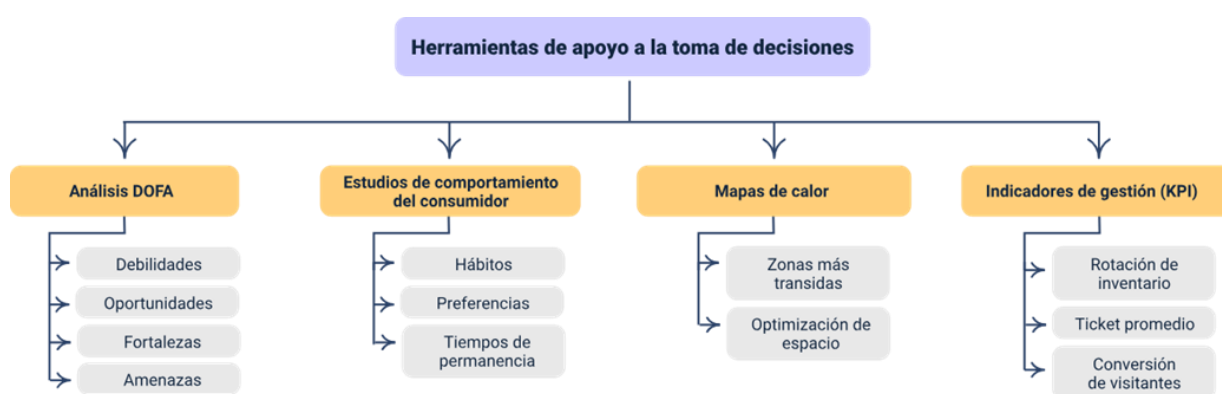 Herramientas de apoyo a la toma de decisiones
Análisis DOFA
Debilidades
Oportunidades
Fortalezas
Amenazas
Estudios de comportamiento
del consumidor
Hábitos
Preferencias
Tiempos de
permanencia
Mapas de calor
Zonas más
transidas
Optimización de
espacio
Indicadores de gestión (KPI)
Rotación de
inventario
Ticket promedio
Conversión
de visitantes